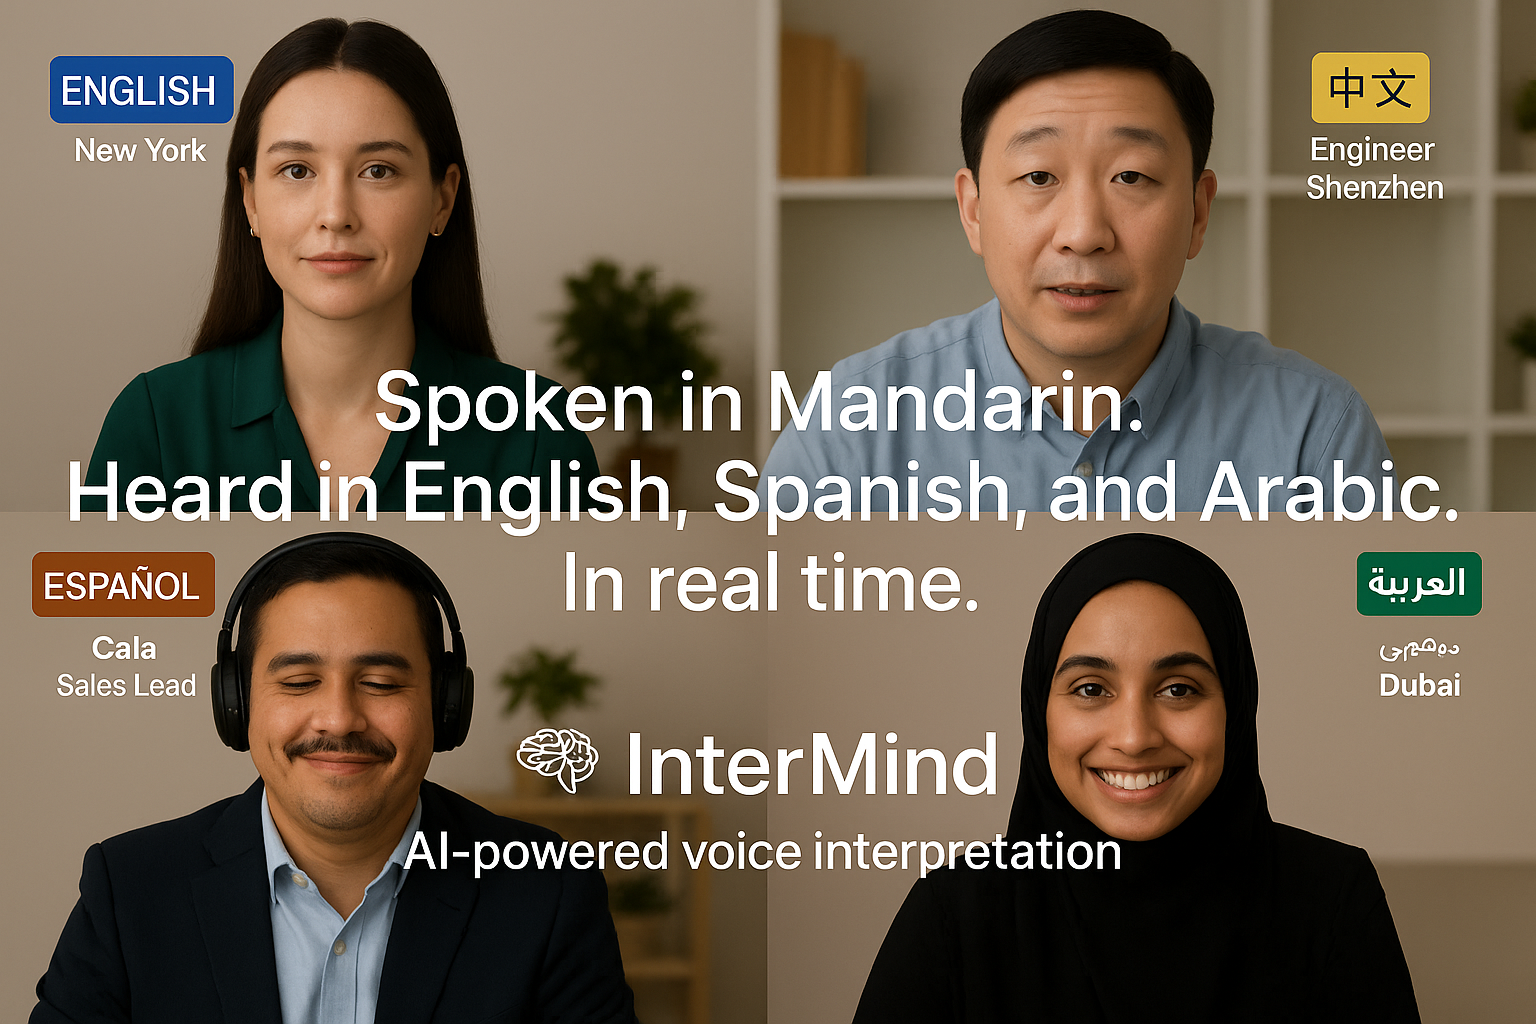 ENGLISH
New York
中文
Engineer
Shenzhen
Spoken in Mandarin.
Heard in English, Spanish, and Arabic.
In real time.
ESPAÑOL
Cala
Sales Lead
العربية
Dubai
InterMind
AI-powered voice interpretation